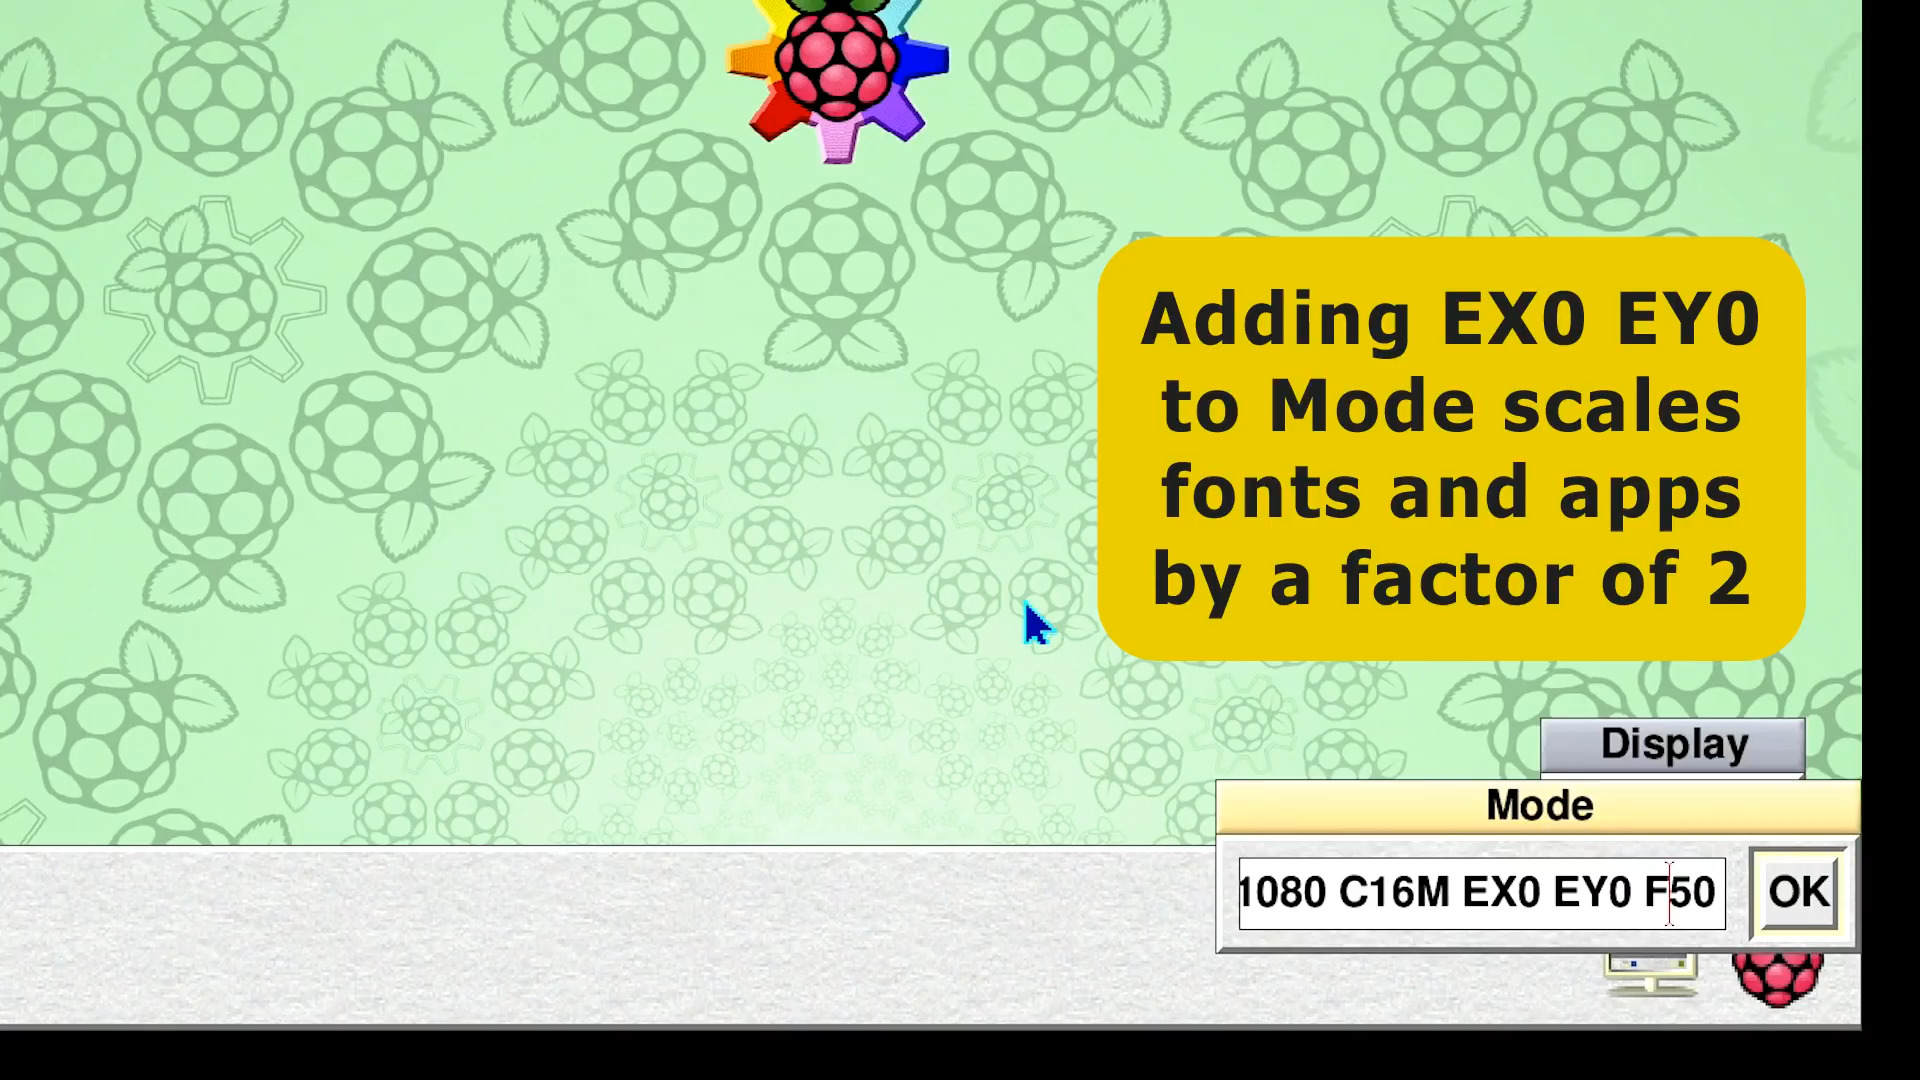 Adding EX0 EY0
to Mode scales
fonts and apps
by a factor of 2
Display
Mode
1080 C16M EX0 EY0 F50
OK